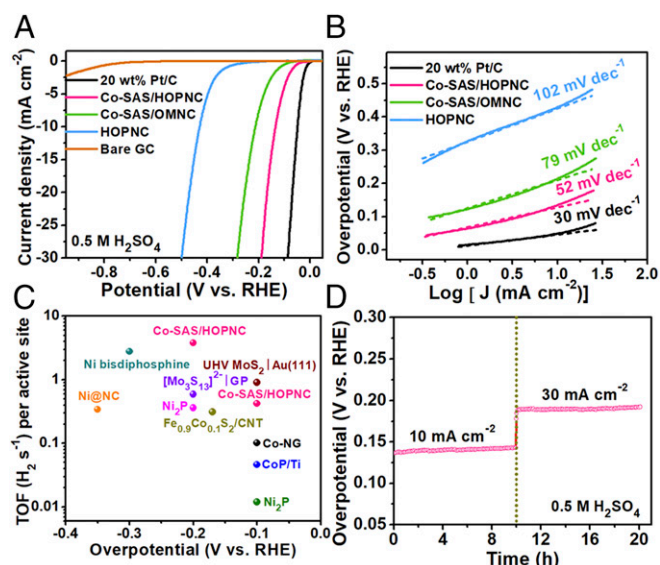 A
Current density (mA cm⁻²)
0
-5
-10
-15
-20
-25
-30
20 wt% Pt/C
Co-SAS/HOPNC
Co-SAS/OMNC
HOPNC
Bare GC
0.5 M H₂SO₄
-0.8
-0.4
-0.2
0.0
Potential (V vs. RHE)
B
Overpotential (V vs. RHE)
0.5
0.4
0.3
0.2
0.1
0.0
20 wt% Pt/C
Co-SAS/HOPNC
Co-SAS/OMNC
HOPNC
102 mV dec⁻¹
79 mV dec⁻¹
52 mV dec⁻¹
30 mV dec⁻¹
-0.5
0.0
0.5
1.0
1.5
2.0
Log [ J (mA cm⁻²)]
C
TOF (H₂ s⁻¹) per active site
10
1
0.1
0.01
Co-SAS/HOPNC
Ni bisdiphosphine
UHV MoS₂ | Au(111)
[Mo₃S₁₃]²⁻ | GP
Ni@NC
Co-SAS/HOPNC
Ni₂P
Fe₀.₉Co₀.₁S₂/CNT
Co-NG
CoP/Ti
Ni₂P
-0.4
-0.3
-0.2
-0.1
0.0
Overpotential (V vs. RHE)
D
Overpotential (V vs. RHE)
0.30
0.25
0.20
0.15
0.10
0.05
10 mA cm⁻²
30 mA cm⁻²
0.5 M H₂SO₄
0
4
8
12
16
20
Time (h)